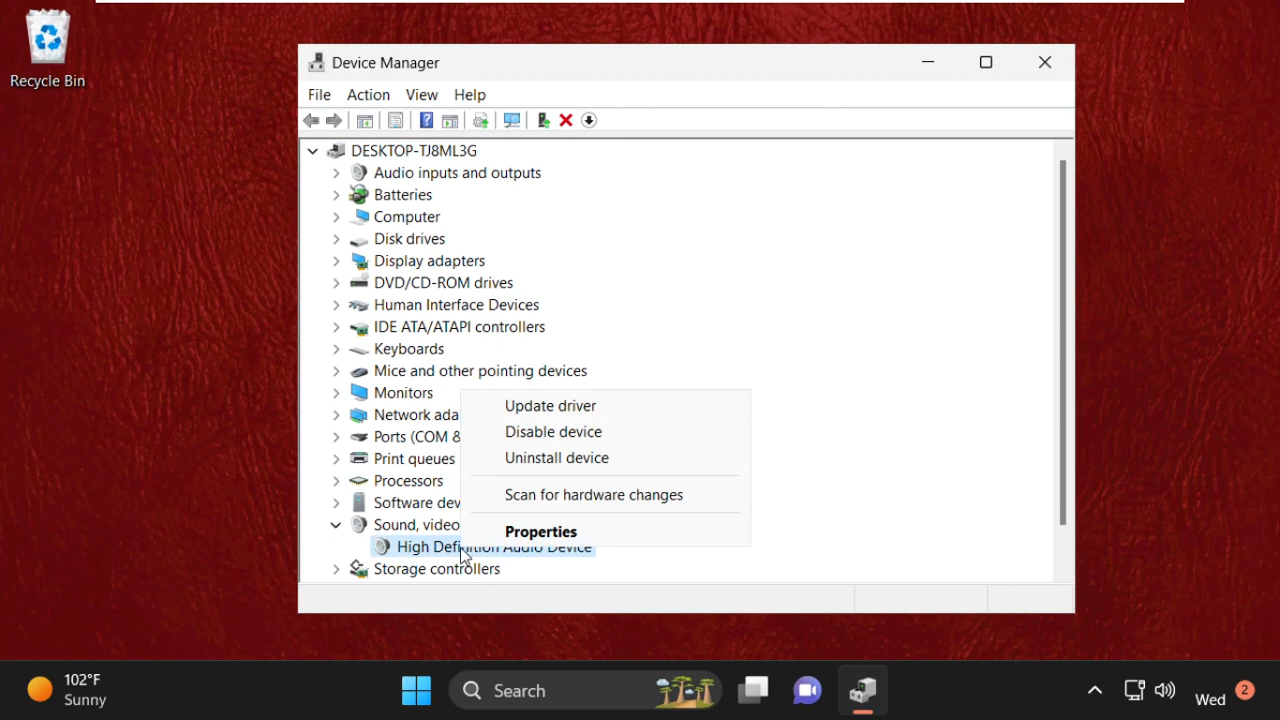 Recycle Bin
Device Manager
File Action View Help
DESKTOP-TJ8ML3G
Audio inputs and outputs
Batteries
Computer
Disk drives
Display adapters
DVD/CD-ROM drives
Human Interface Devices
IDE ATA/ATAPI controllers
Keyboards
Mice and other pointing devices
Monitors
Network ada
Ports (COM &
Print queues
Processors
Software dev
Sound, video
High Definition Audio Device
Storage controllers
Update driver
Disable device
Uninstall device
Scan for hardware changes
Properties
102°F
Sunny
Search
Wed
2